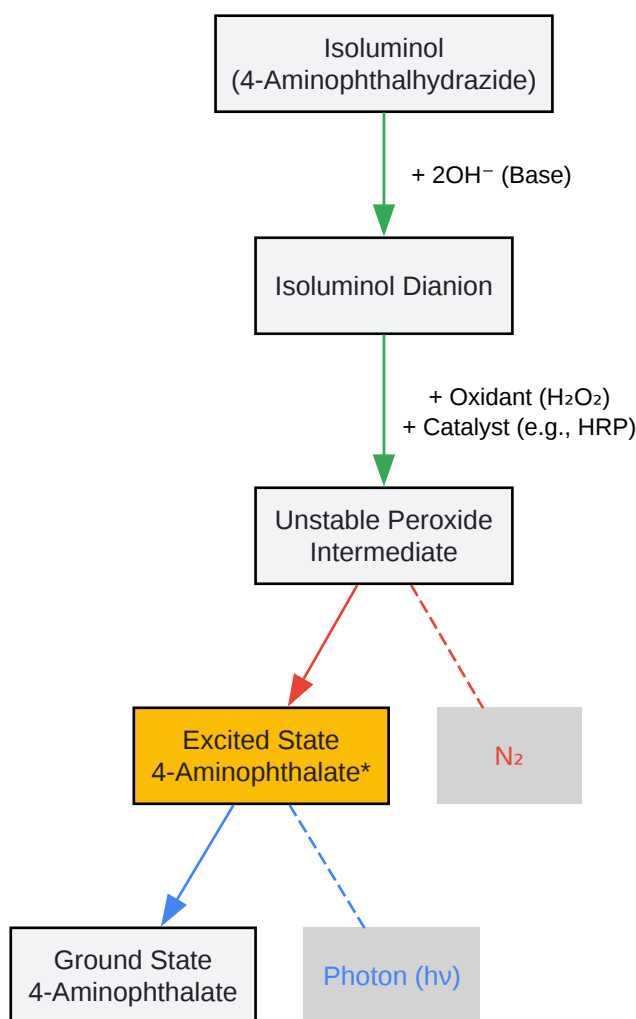 Isoluminol
(4-Aminophthalhydrazide)
+ 2OH⁻ (Base)
Isoluminol Dianion
+ Oxidant (H₂O₂)
+ Catalyst (e.g., HRP)
Unstable Peroxide
Intermediate
Excited State
4-Aminophthalate*
N₂
Ground State
4-Aminophthalate
Photon (hν)